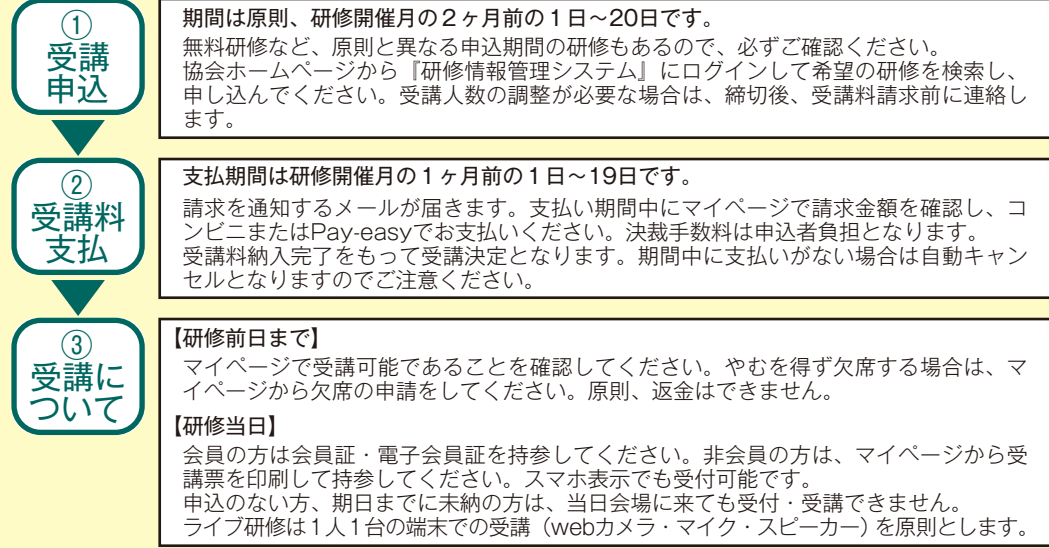 ①
受講
申込
期間は原則、研修開催月の２ヶ月前の１日～20日です。
無料研修など、原則と異なる申込期間の研修もあるので、必ずご確認ください。
協会ホームページから『研修情報管理システム』にログインして希望の研修を検索し、
申し込んでください。受講人数の調整が必要な場合は、締切後、受講料請求前に連絡し
ます。
②
受講料
支払
支払期間は研修開催月の１ヶ月前の１日～19日です。
請求を通知するメールが届きます。支払い期間中にマイページで請求金額を確認し、コ
ンビニまたはPay-easyでお支払いください。決裁手数料は申込者負担となります。
受講料納入完了をもって受講決定となります。期間中に支払いがない場合は自動キャン
セルとなりますのでご注意ください。
③
受講に
ついて
【研修前日まで】
マイページで受講可能であることを確認してください。やむを得ず欠席する場合は、マ
イページから欠席の申請をしてください。原則、返金はできません。
【研修当日】
会員の方は会員証・電子会員証を持参してください。非会員の方は、マイページから受
講票を印刷して持参してください。スマホ表示でも受付可能です。
申込のない方、期日までに未納の方は、当日会場に来ても受付・受講できません。
ライブ研修は１人１台の端末での受講（webカメラ・マイク・スピーカー）を原則とします。